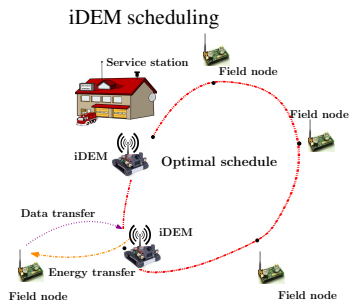 iDEM scheduling
Service station
Field node
Field node
iDEM
Optimal schedule
Data transfer
iDEM
Energy transfer
Field node
Field node